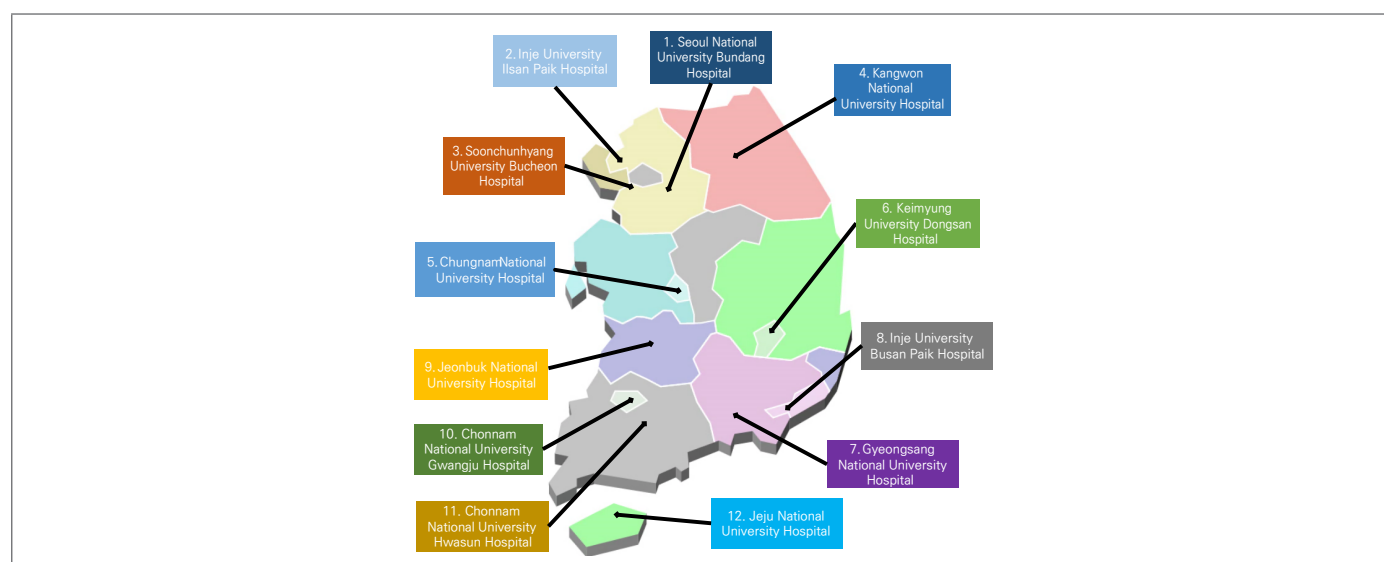 1. Seoul National
University Bundang
Hospital
2. Inje University
Ilsan Paik Hospital
3. Soonchunhyang
University Bucheon
Hospital
4. Kangwon
National
University Hospital
5. Chungnam National
University Hospital
6. Keimyung
University Dongsan
Hospital
7. Gyeongsang
National University
Hospital
8. Inje University
Busan Paik Hospital
9. Jeonbuk National
University Hospital
10. Chonnam
National University
Gwangju Hospital
11. Chonnam
National University
Hwasun Hospital
12. Jeju National
University Hospital